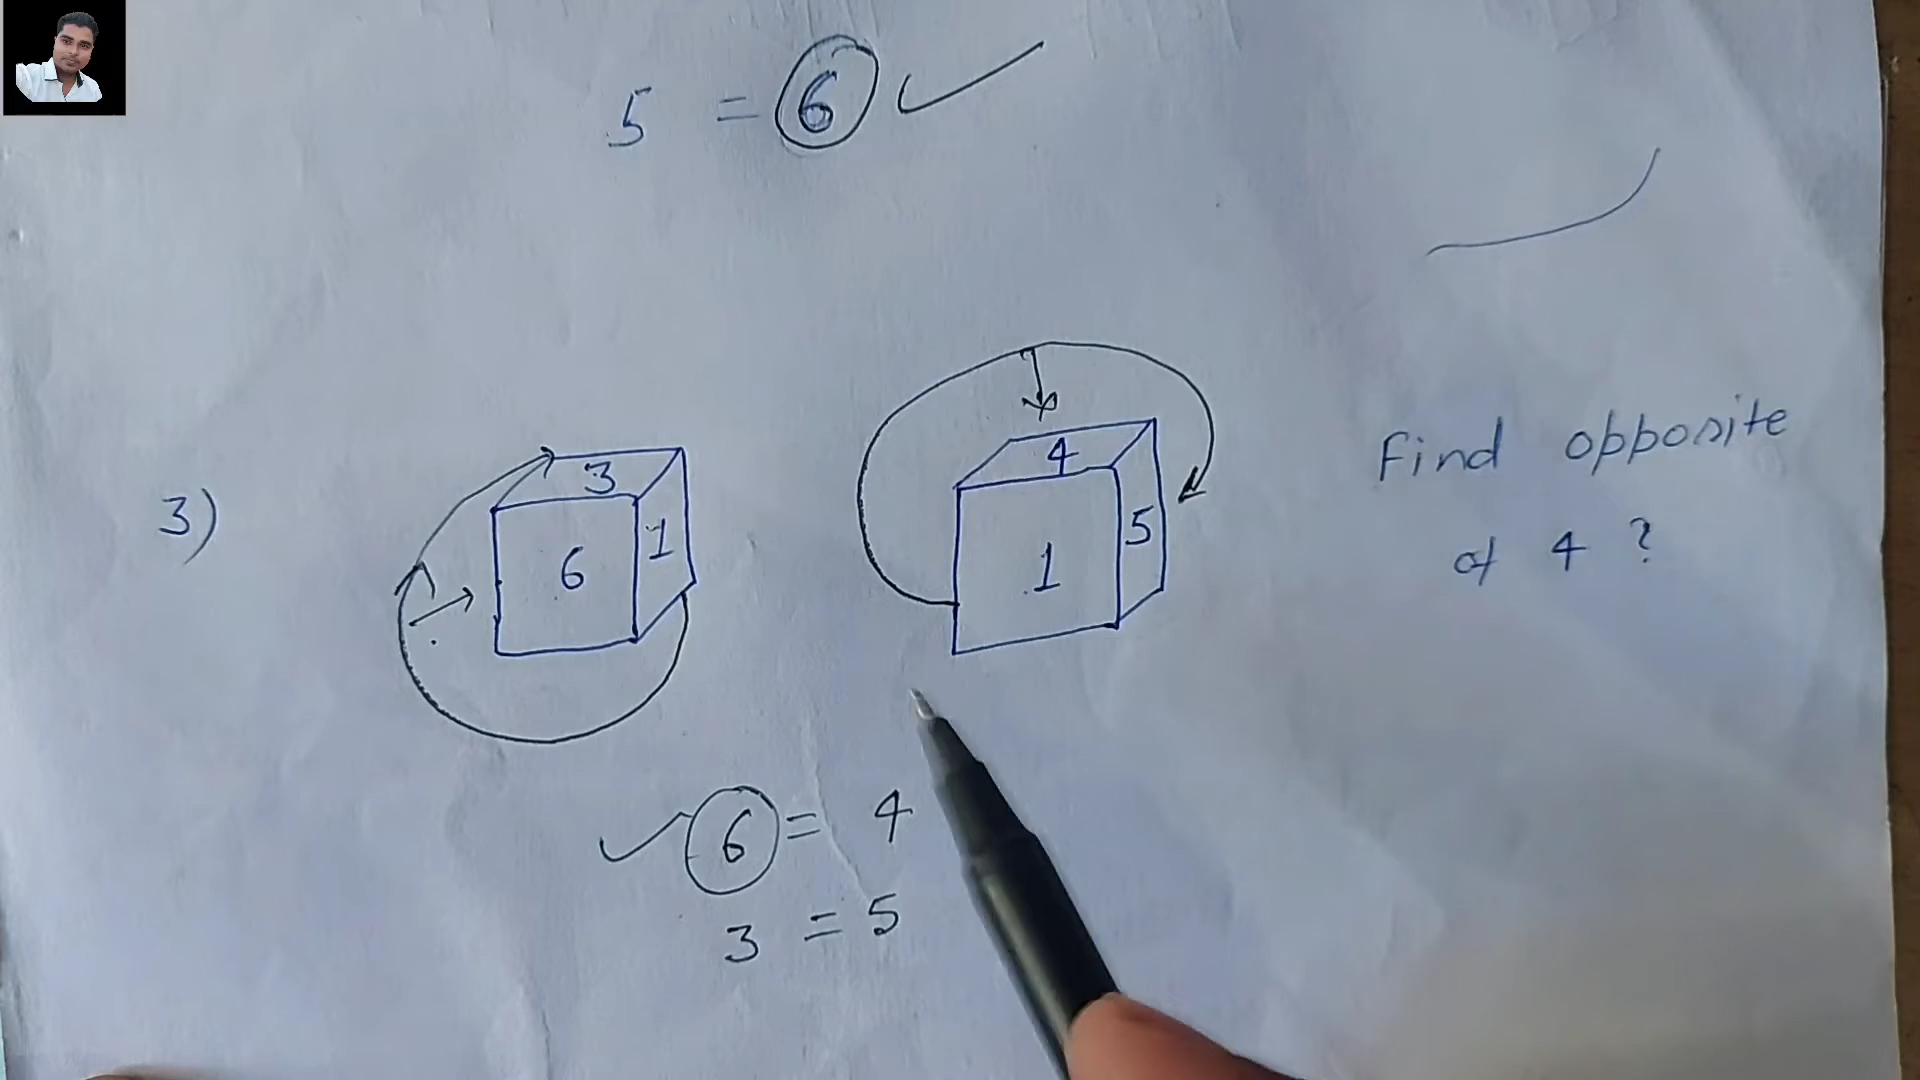 5 = 6
3)
3
6
1
4
1
5
Find opposite
of 4 ?
6 = 4
3 = 5